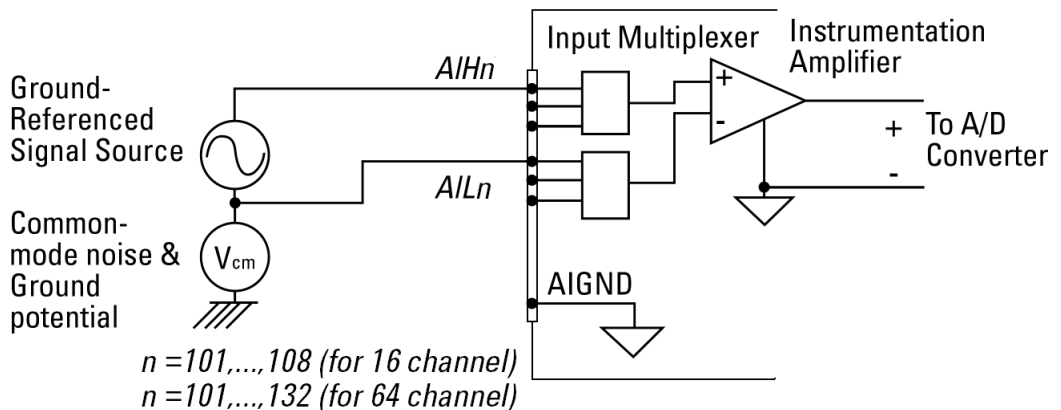 Input Multiplexer
Instrumentation
Amplifier
AIHn
Ground-
Referenced
Signal Source
+
-
+
To A/D
Converter
-
AILn
Common-
mode noise &
Ground
potential
Vcm
AIGND
n =101,...,108 (for 16 channel)
n =101,...,132 (for 64 channel)